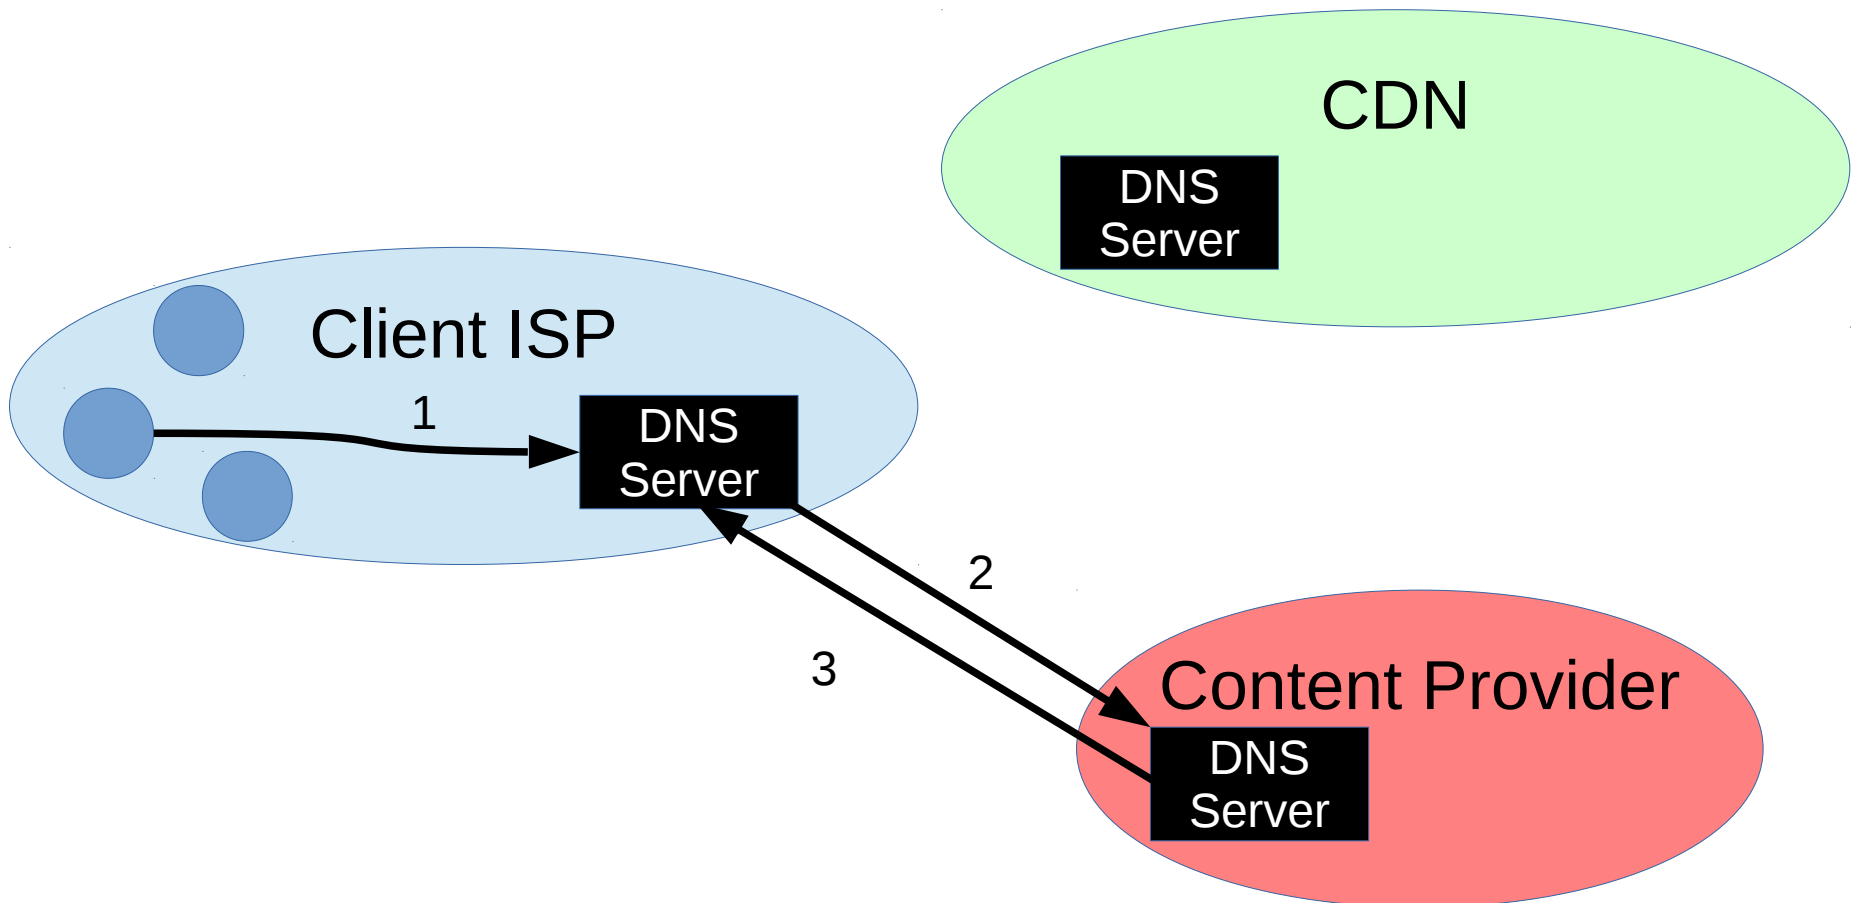 CDN
DNS
Server
Client ISP
1
DNS
Server
2
3
Content Provider
DNS
Server